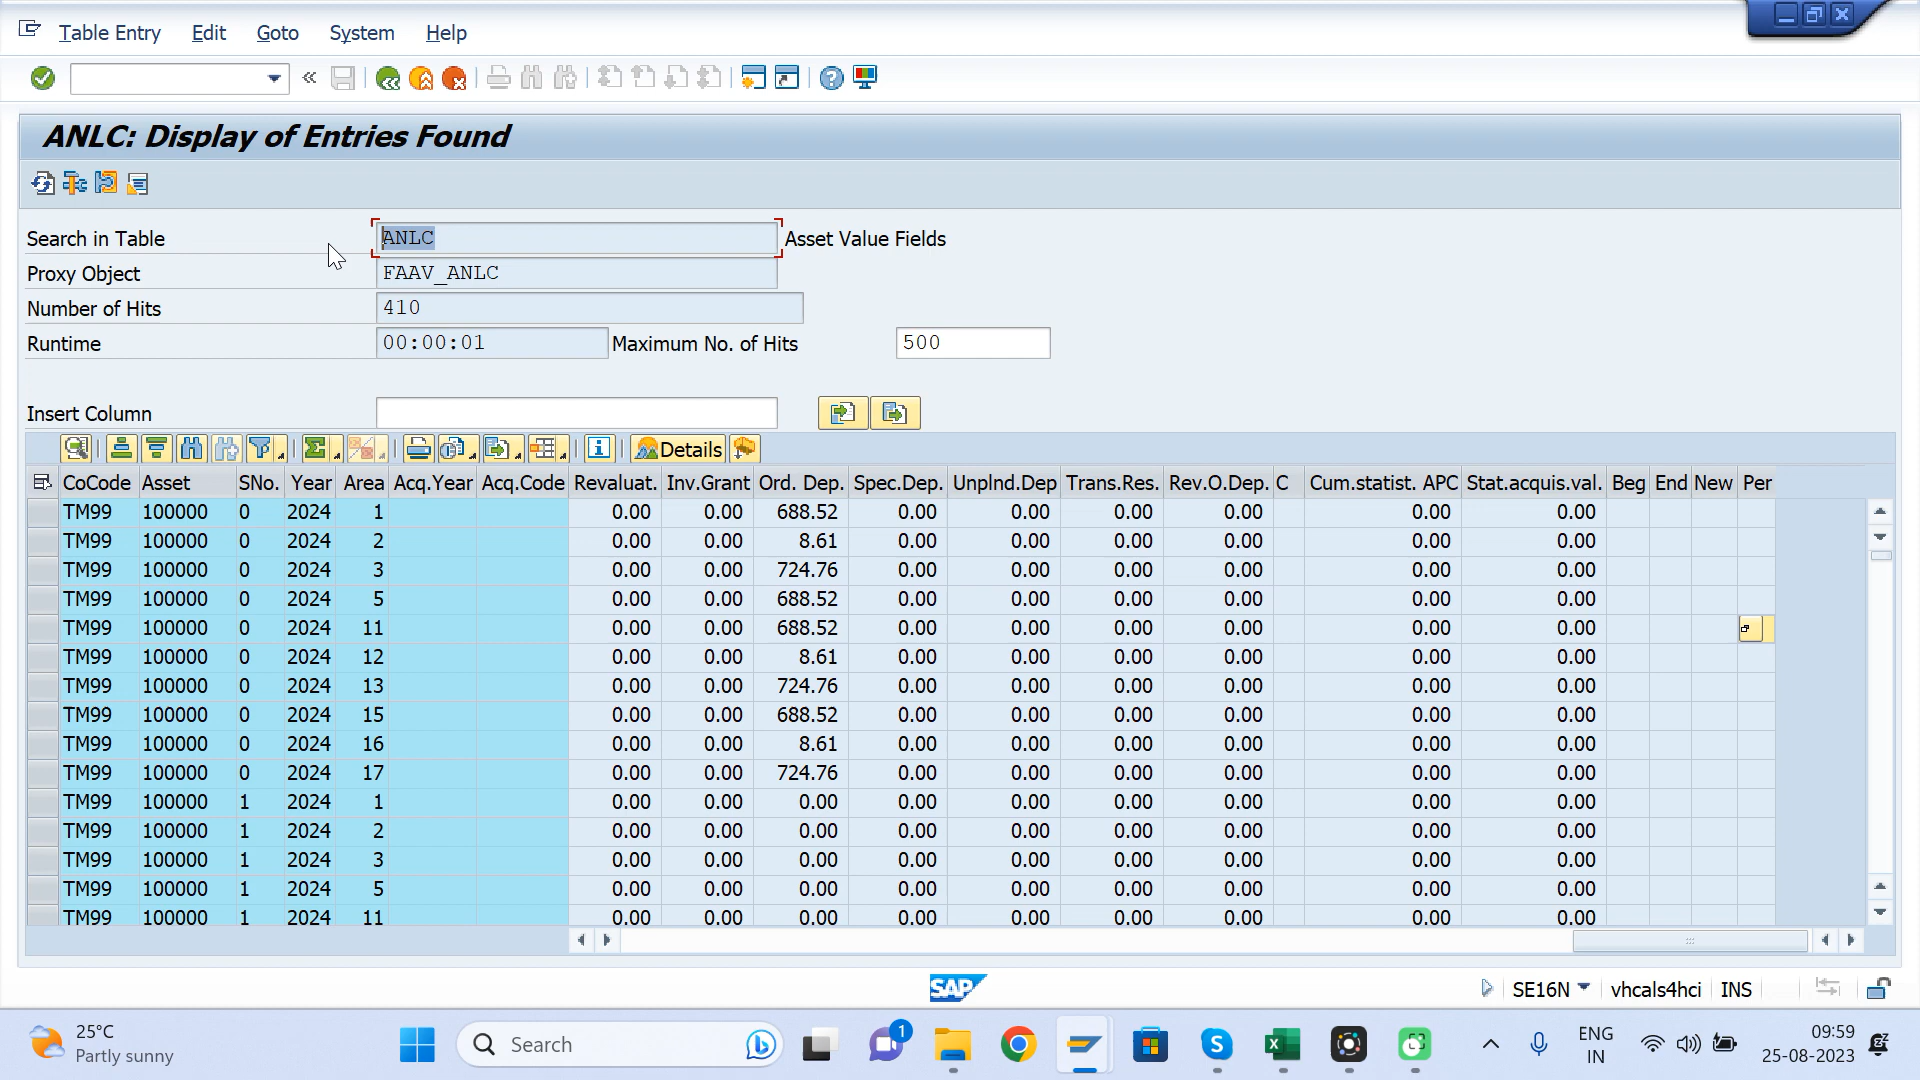 Table Entry Edit Goto System Help
ANLC: Display of Entries Found
Search in Table ANLC Asset Value Fields
Proxy Object FAAV_ANLC
Number of Hits 410
Runtime 00:00:01 Maximum No. of Hits 500
Insert Column
Details
CoCode Asset SNo. Year Area Acq.Year Acq.Code Revaluat. Inv.Grant Ord. Dep. Spec.Dep. Unplnd.Dep Trans.Res. Rev.O.Dep. C Cum.statist. APC Stat.acquis.val. Beg End New Per
TM99 100000 0 2024 1 0.00 0.00 688.52 0.00 0.00 0.00 0.00 0.00 0.00
TM99 100000 0 2024 2 0.00 0.00 8.61 0.00 0.00 0.00 0.00 0.00 0.00
TM99 100000 0 2024 3 0.00 0.00 724.76 0.00 0.00 0.00 0.00 0.00 0.00
TM99 100000 0 2024 5 0.00 0.00 688.52 0.00 0.00 0.00 0.00 0.00 0.00
TM99 100000 0 2024 11 0.00 0.00 688.52 0.00 0.00 0.00 0.00 0.00 0.00
TM99 100000 0 2024 12 0.00 0.00 8.61 0.00 0.00 0.00 0.00 0.00 0.00
TM99 100000 0 2024 13 0.00 0.00 724.76 0.00 0.00 0.00 0.00 0.00 0.00
TM99 100000 0 2024 15 0.00 0.00 688.52 0.00 0.00 0.00 0.00 0.00 0.00
TM99 100000 0 2024 16 0.00 0.00 8.61 0.00 0.00 0.00 0.00 0.00 0.00
TM99 100000 0 2024 17 0.00 0.00 724.76 0.00 0.00 0.00 0.00 0.00 0.00
TM99 100000 1 2024 1 0.00 0.00 0.00 0.00 0.00 0.00 0.00 0.00 0.00
TM99 100000 1 2024 2 0.00 0.00 0.00 0.00 0.00 0.00 0.00 0.00 0.00
TM99 100000 1 2024 3 0.00 0.00 0.00 0.00 0.00 0.00 0.00 0.00 0.00
TM99 100000 1 2024 5 0.00 0.00 0.00 0.00 0.00 0.00 0.00 0.00 0.00
TM99 100000 1 2024 11 0.00 0.00 0.00 0.00 0.00 0.00 0.00 0.00 0.00
SAP SE16N vhcals4hci INS
25°C
Partly sunny
Search
1
ENG
IN
09:59
25-08-2023